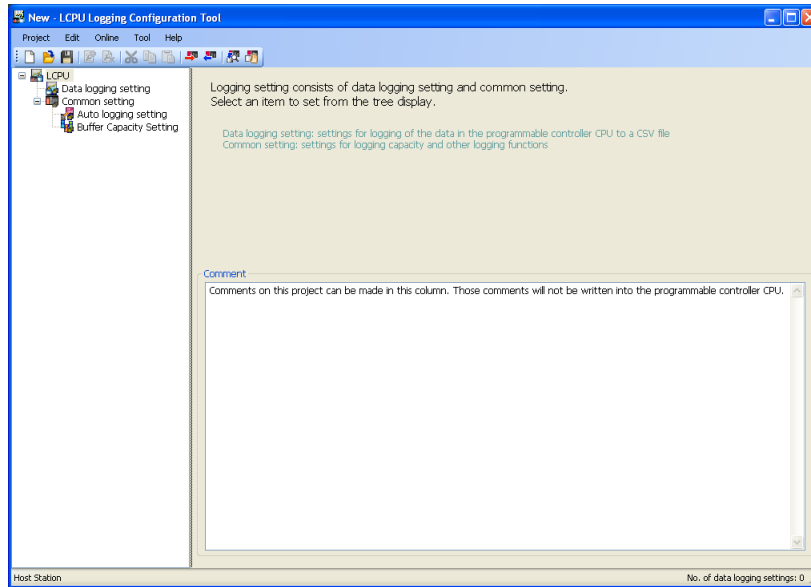 New - LCPU Logging Configuration Tool
Project Edit Online Tool Help
LCPU
Data logging setting
Common setting
Auto logging setting
Buffer Capacity Setting
Logging setting consists of data logging setting and common setting.
Select an item to set from the tree display.
Data logging setting: settings for logging of the data in the programmable controller CPU to a CSV file
Common setting: settings for logging capacity and other logging functions
Comment
Comments on this project can be made in this column. Those comments will not be written into the programmable controller CPU.
Host Station
No. of data logging settings: 0